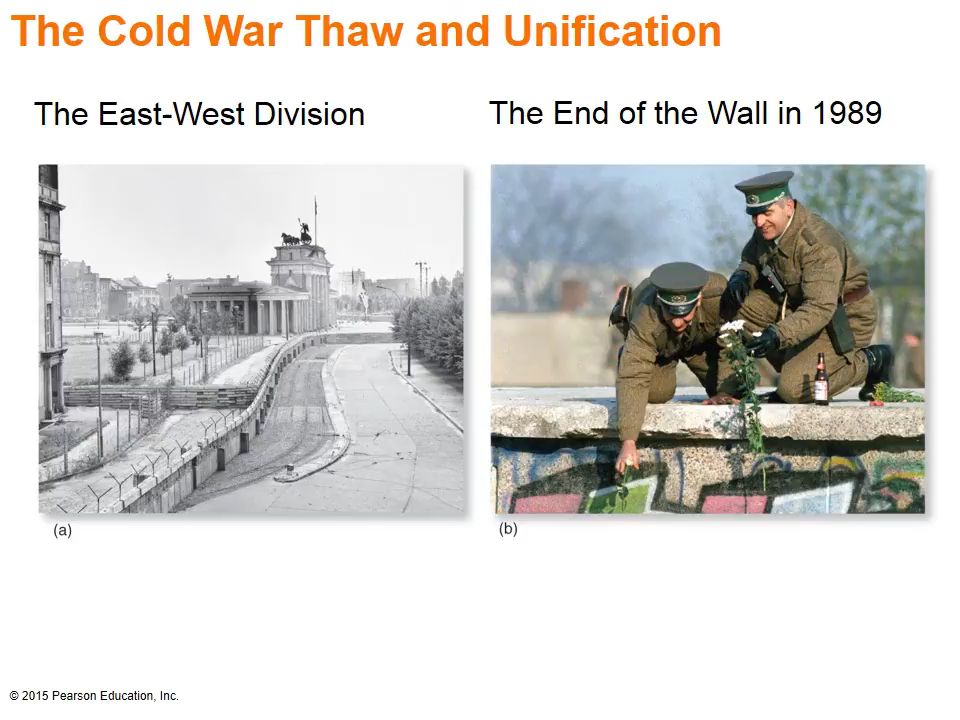 The Cold War Thaw and Unification
The East-West Division
The End of the Wall in 1989
(a)
(b)
© 2015 Pearson Education, Inc.